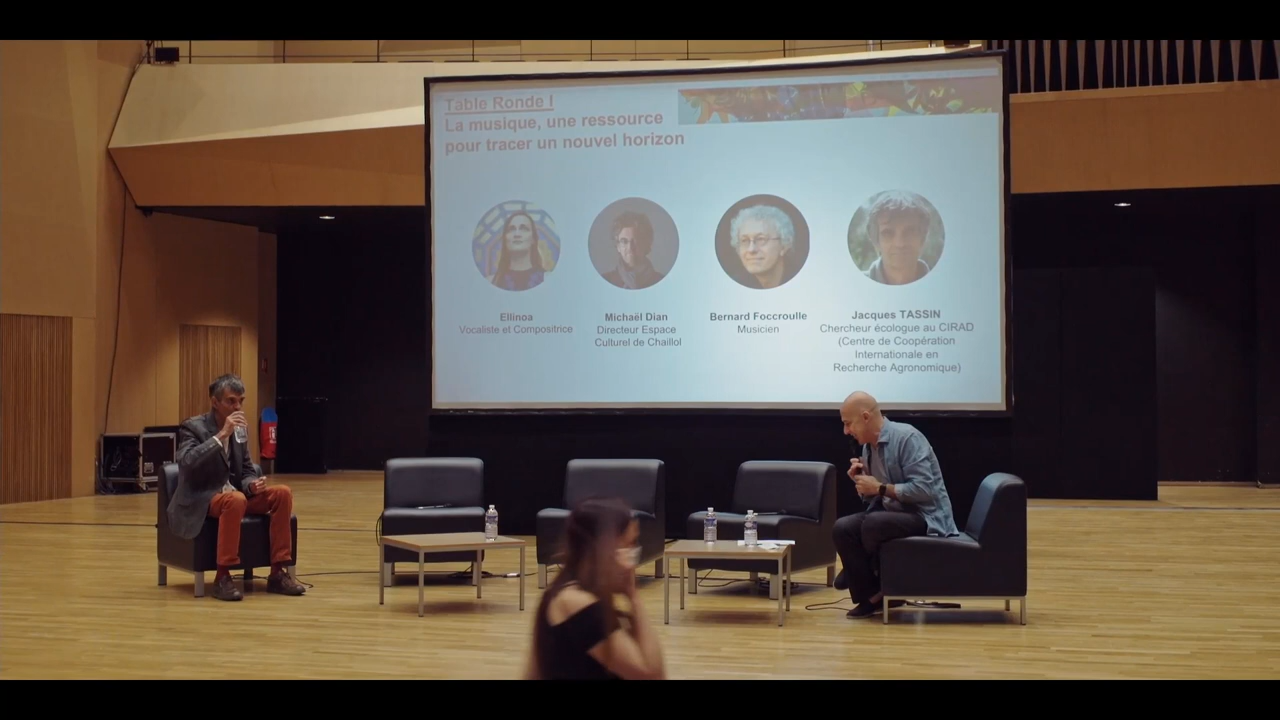 Table Ronde I
La musique, une ressource
pour tracer un nouvel horizon
Ellinoa
Vocaliste et Compositrice
Michaël Dian
Directeur Espace
Culturel de Chaillol
Bernard Foccroulle
Musicien
Jacques TASSIN
Chercheur écologue au CIRAD
(Centre de Coopération
Internationale en
Recherche Agronomique)